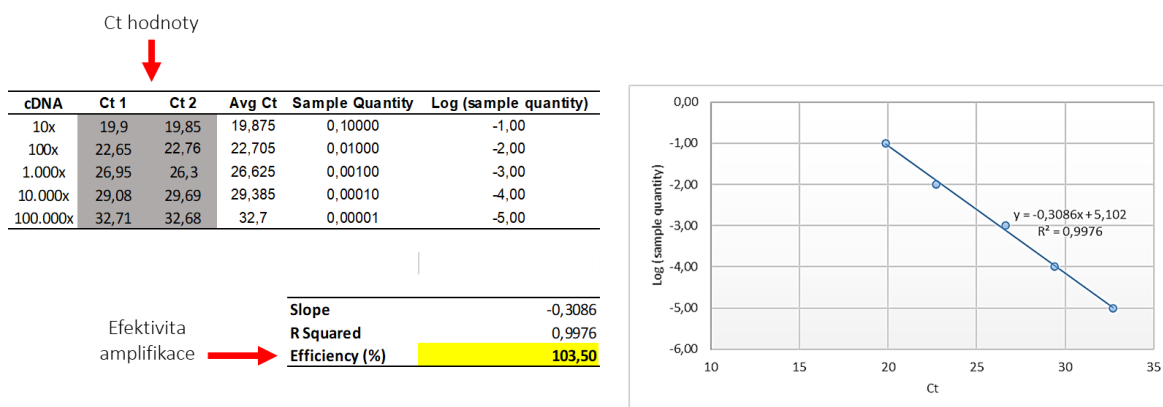 Ct hodnoty
cDNA Ct 1 Ct 2 Avg Ct Sample Quantity Log (sample quantity)
10x 19,9 19,85 19,875 0,10000 -1,00
100x 22,65 22,76 22,705 0,01000 -2,00
1.000x 26,95 26,3 26,625 0,00100 -3,00
10.000x 29,08 29,69 29,385 0,00010 -4,00
100.000x 32,71 32,68 32,7 0,00001 -5,00
Efektivita
amplifikace
Slope -0,3086
R Squared 0,9976
Efficiency (%) 103,50
Log (sample quantity)
0,00
-1,00
-2,00
-3,00
-4,00
-5,00
-6,00
y = -0,3086x + 5,102
R² = 0,9976
10 15 20 25 30 35
Ct